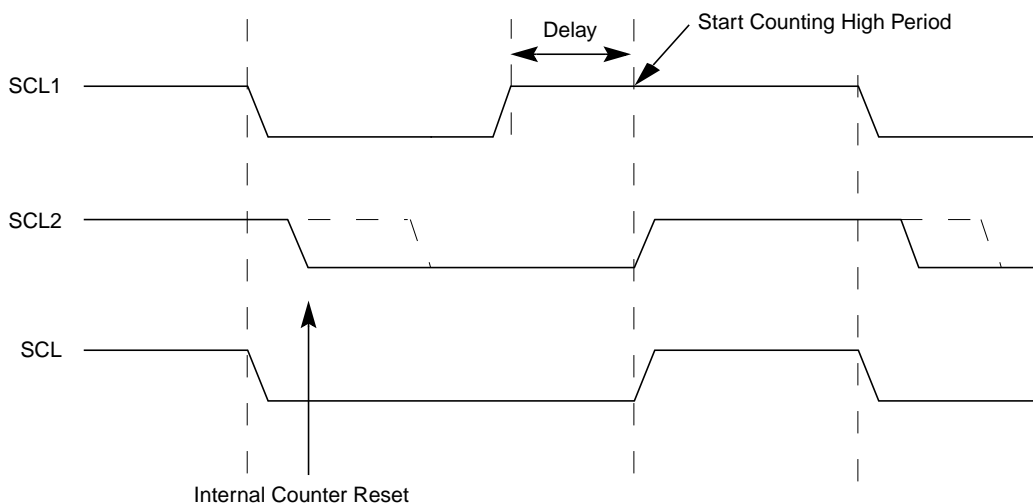 Start Counting High Period
Delay
SCL1
SCL2
SCL
Internal Counter Reset